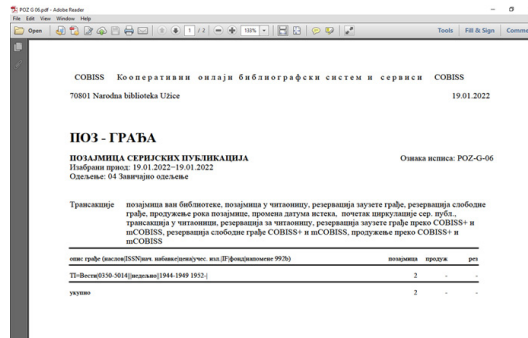 POZ G.06.pdf - Adobe Reader
File Edit View Window Help
Open 1 / 2 133% Tools Fill & Sign Comme
COBISS Кооперативни онлајн библиографски систем и сервиси COBISS
70801 Narodna biblioteka Užice 19.01.2022
ПОЗ - ГРАЂА
ПОЗАЈМИЦА СЕРИЈСКИХ ПУБЛИКАЦИЈА Ознака исписа: POZ-G-06
Изабрани приод: 19.01.2022−19.01.2022
Одељење: 04 Завичајно одељење
Трансакције позајмица ван библиотеке, позајмица у читаоницу, резервација заузете грађе, резервација слободне
грађе, продужење рока позајмице, промена датума истека, почетак циркулације сер. публ.,
трансакција у читаоници, резервација за читаоницу, резервација заузете грађе преко COBISS+ и
mCOBISS, резервација слободне грађе COBISS+ и mCOBISS, продужење преко COBISS+ и
mCOBISS
опис грађе (наслов|ISSN|нач. набавке|цена|учес. изл.|IF|фонд|напомене 992b) позајмица продуж рез
TI=Вести|0350-5014|||недељно||1944-1949 1952-| 2 - -
укупно 2 - -